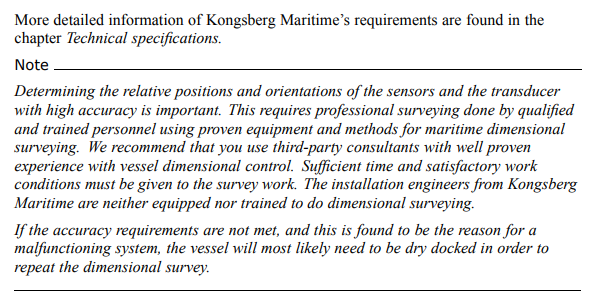 More detailed information of Kongsberg Maritime’s requirements are found in the
chapter Technical specifications.
Note
Determining the relative positions and orientations of the sensors and the transducer
with high accuracy is important. This requires professional surveying done by qualified
and trained personnel using proven equipment and methods for maritime dimensional
surveying. We recommend that you use third-party consultants with well proven
experience with vessel dimensional control. Sufficient time and satisfactory work
conditions must be given to the survey work. The installation engineers from Kongsberg
Maritime are neither equipped nor trained to do dimensional surveying.
If the accuracy requirements are not met, and this is found to be the reason for a
malfunctioning system, the vessel will most likely need to be dry docked in order to
repeat the dimensional survey.